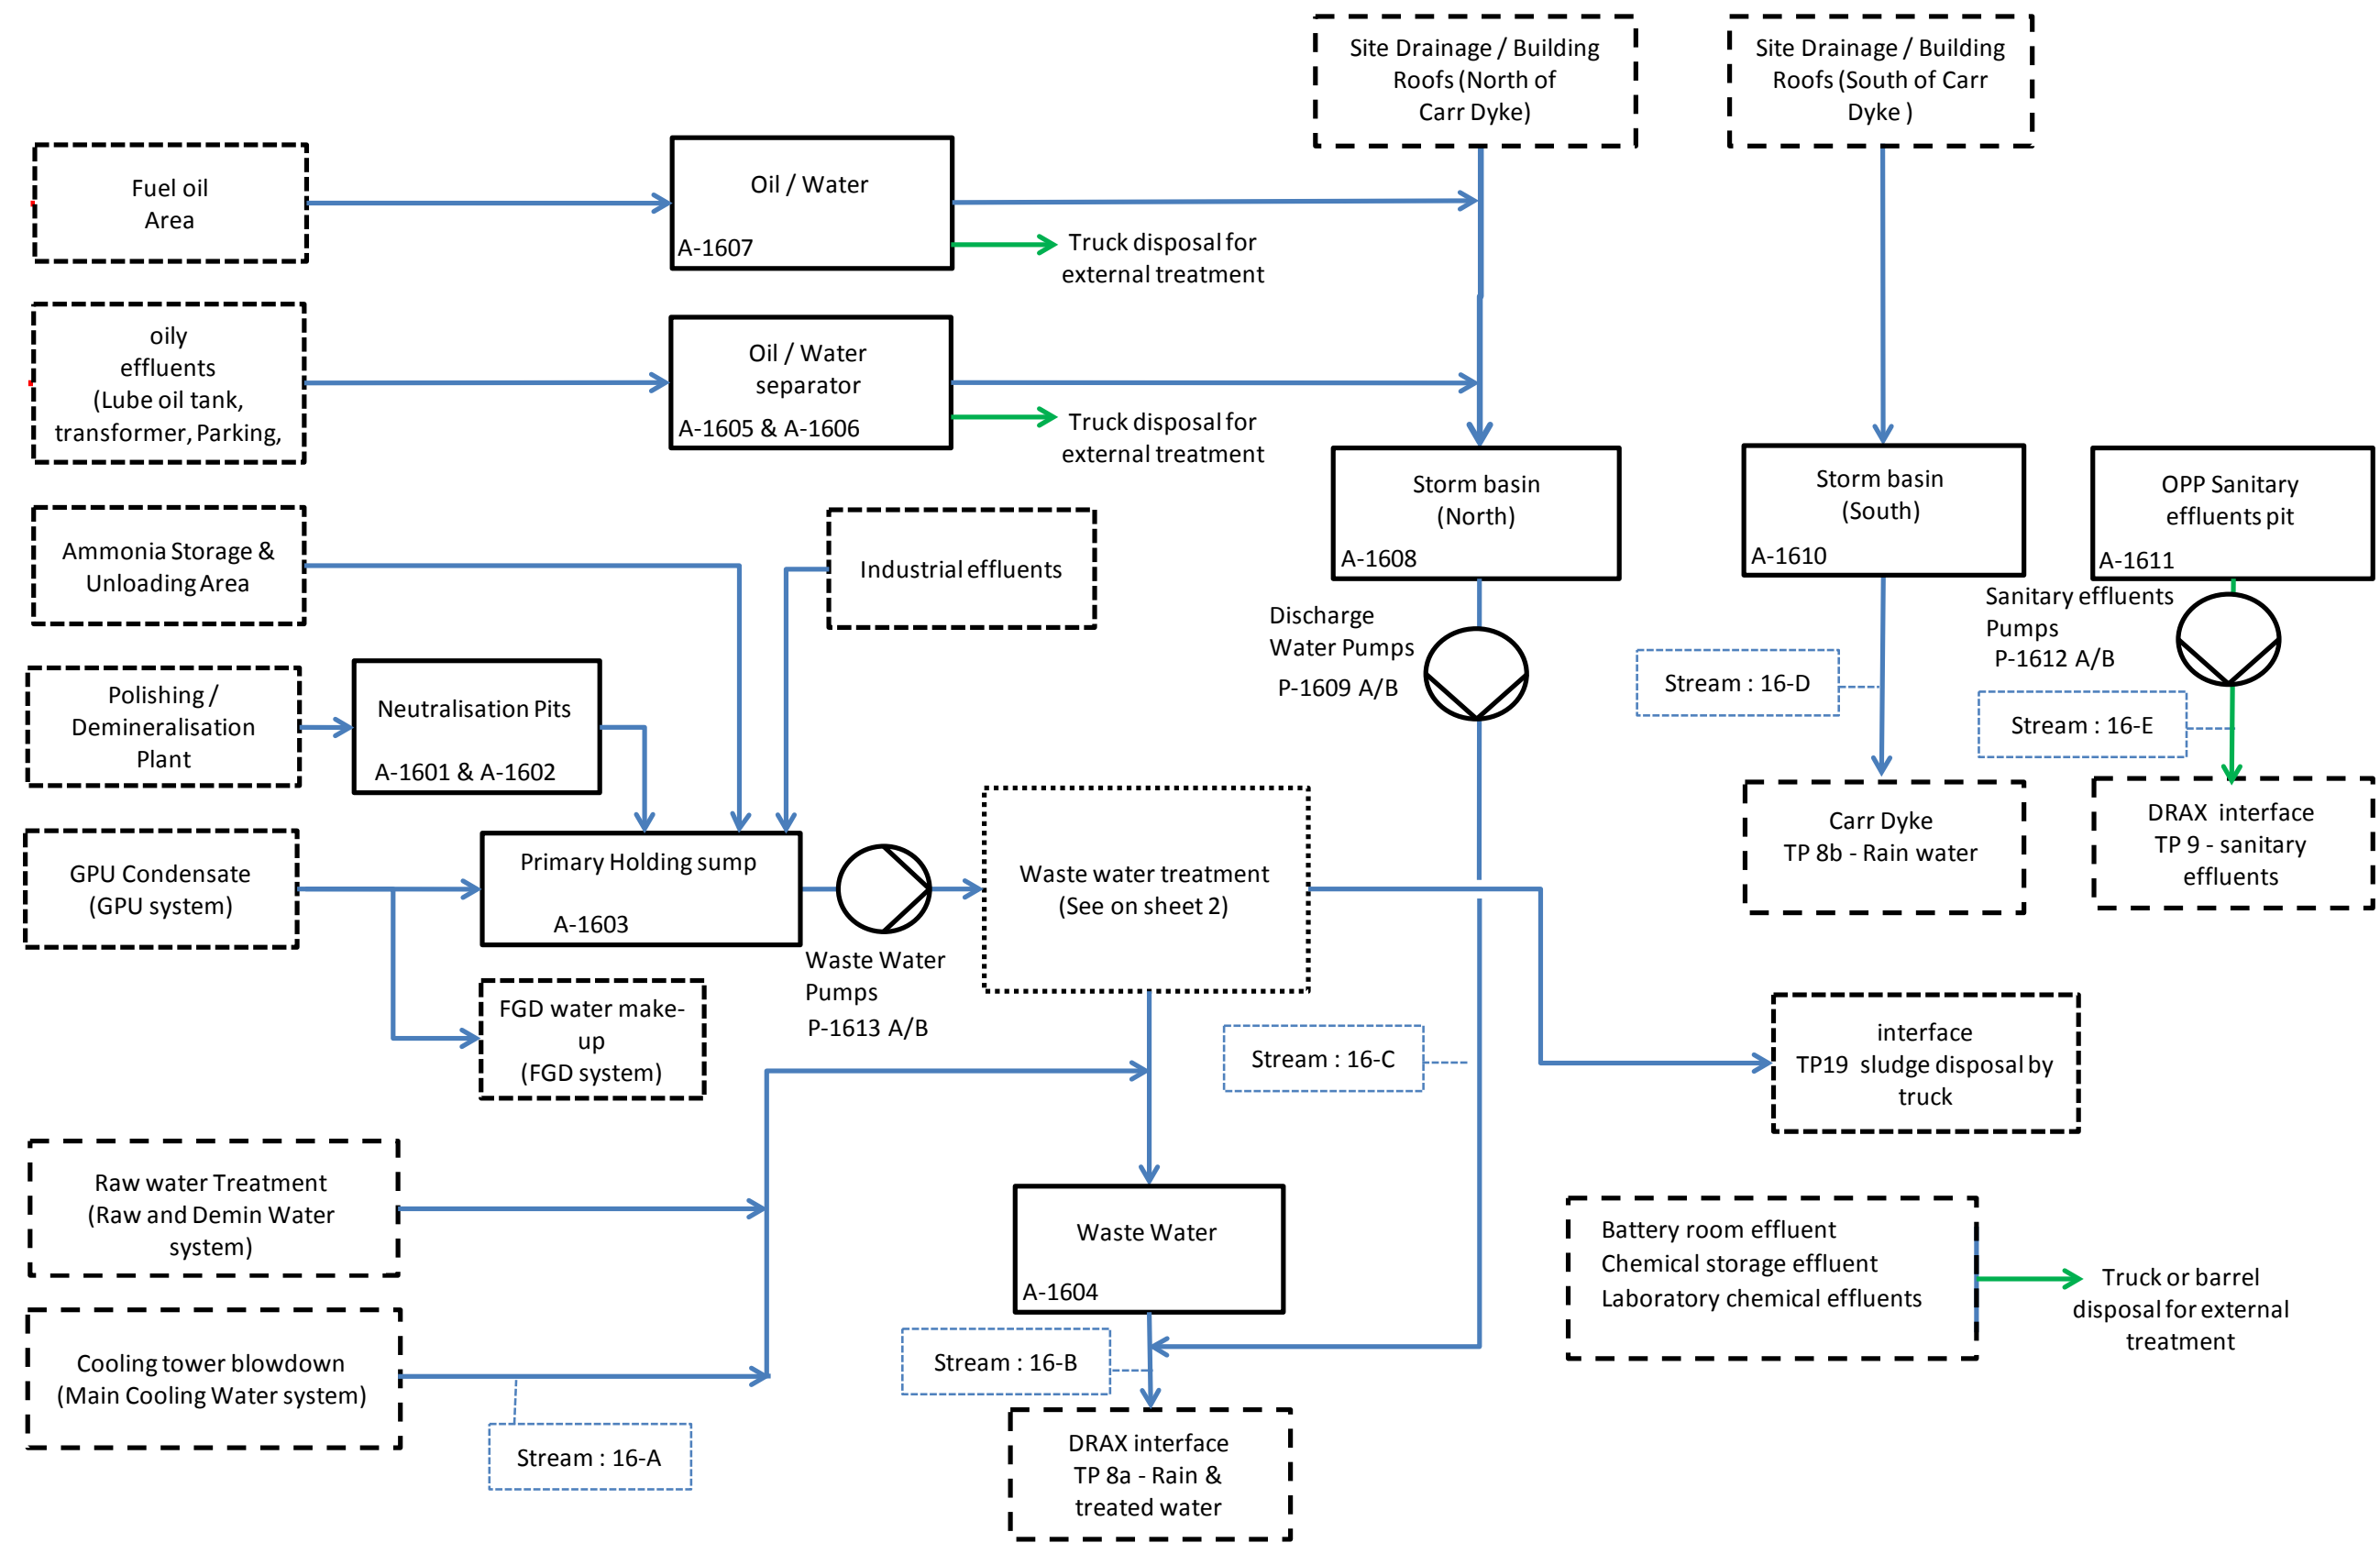 Site Drainage / Building
Roofs (North of
Carr Dyke)
Site Drainage / Building
Roofs (South of Carr
Dyke )
Fuel oil
Area
Oil / Water
A-1607
Truck disposal for
external treatment
oily
effluents
(Lube oil tank,
transformer, Parking,
Oil / Water
separator
A-1605 & A-1606
Truck disposal for
external treatment
Storm basin
(North)
A-1608
Storm basin
(South)
A-1610
OPP Sanitary
effluents pit
A-1611
Ammonia Storage &
Unloading Area
Industrial effluents
Discharge
Water Pumps
P-1609 A/B
Sanitary effluents
Pumps
P-1612 A/B
Stream : 16-D
Stream : 16-E
Polishing /
Demineralisation
Plant
Neutralisation Pits
A-1601 & A-1602
GPU Condensate
(GPU system)
Primary Holding sump
A-1603
Waste Water
Pumps
P-1613 A/B
Waste water treatment
(See on sheet 2)
Carr Dyke
TP 8b - Rain water
DRAX interface
TP 9 - sanitary
effluents
FGD water make-
up
(FGD system)
Stream : 16-C
interface
TP19 sludge disposal by
truck
Raw water Treatment
(Raw and Demin Water
system)
Waste Water
A-1604
Battery room effluent
Chemical storage effluent
Laboratory chemical effluents
Truck or barrel
disposal for external
treatment
Cooling tower blowdown
(Main Cooling Water system)
Stream : 16-A
Stream : 16-B
DRAX interface
TP 8a - Rain &
treated water